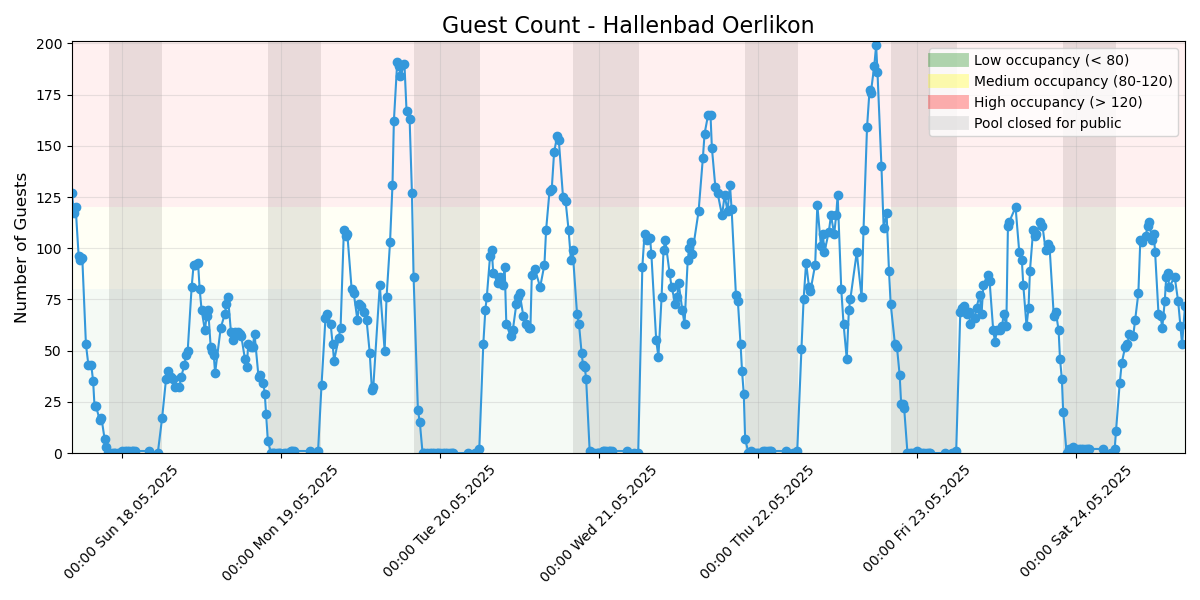 Guest Count - Hallenbad Oerlikon
Number of Guests
200
175
150
125
100
75
50
25
0
Low occupancy (< 80)
Medium occupancy (80-120)
High occupancy (> 120)
Pool closed for public
00:00 Sun 18.05.2025
00:00 Mon 19.05.2025
00:00 Tue 20.05.2025
00:00 Wed 21.05.2025
00:00 Thu 22.05.2025
00:00 Fri 23.05.2025
00:00 Sat 24.05.2025